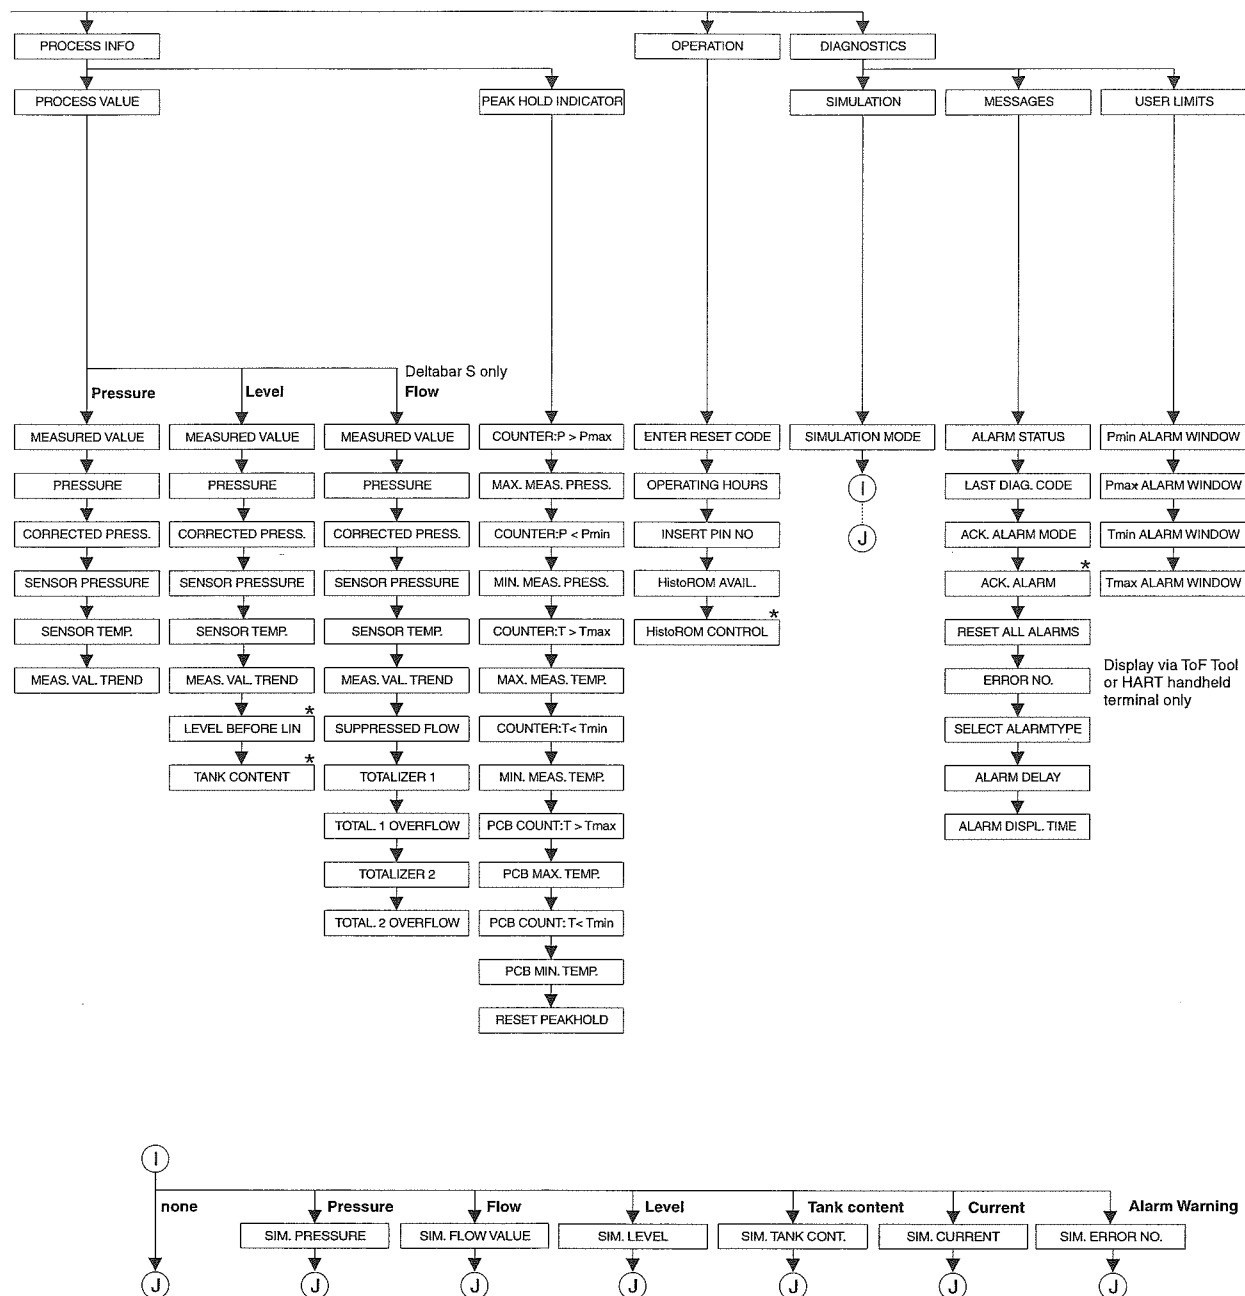 PROCESS INFO
OPERATION
DIAGNOSTICS
PROCESS VALUE
PEAK HOLD INDICATOR
SIMULATION
MESSAGES
USER LIMITS
Deltabar S only
Pressure
Level
Flow
MEASURED VALUE
PRESSURE
CORRECTED PRESS.
SENSOR PRESSURE
SENSOR TEMP.
MEAS. VAL. TREND
MEASURED VALUE
PRESSURE
CORRECTED PRESS.
SENSOR PRESSURE
SENSOR TEMP.
MEAS. VAL. TREND
*
LEVEL BEFORE LIN
*
TANK CONTENT
MEASURED VALUE
PRESSURE
CORRECTED PRESS.
SENSOR PRESSURE
SENSOR TEMP.
MEAS. VAL. TREND
SUPPRESSED FLOW
TOTALIZER 1
TOTAL. 1 OVERFLOW
TOTALIZER 2
TOTAL. 2 OVERFLOW
COUNTER:P > Pmax
MAX. MEAS. PRESS.
COUNTER:P < Pmin
MIN. MEAS. PRESS.
COUNTER:T > Tmax
MAX. MEAS. TEMP.
COUNTER:T< Tmin
MIN. MEAS. TEMP.
PCB COUNT:T > Tmax
PCB MAX. TEMP.
PCB COUNT: T< Tmin
PCB MIN. TEMP.
RESET PEAKHOLD
ENTER RESET CODE
OPERATING HOURS
INSERT PIN NO
HistoROM AVAIL.
*
HistoROM CONTROL
SIMULATION MODE
I
J
ALARM STATUS
LAST DIAG. CODE
ACK. ALARM MODE
*
ACK. ALARM
RESET ALL ALARMS
ERROR NO.
SELECT ALARMTYPE
ALARM DELAY
ALARM DISPL. TIME
Pmin ALARM WINDOW
Pmax ALARM WINDOW
Tmin ALARM WINDOW
Tmax ALARM WINDOW
Display via ToF Tool
or HART handheld
terminal only
I
none
Pressure
Flow
Level
Tank content
Current
Alarm Warning
SIM. PRESSURE
SIM. FLOW VALUE
SIM. LEVEL
SIM. TANK CONT.
SIM. CURRENT
SIM. ERROR NO.
J
J
J
J
J
J
J